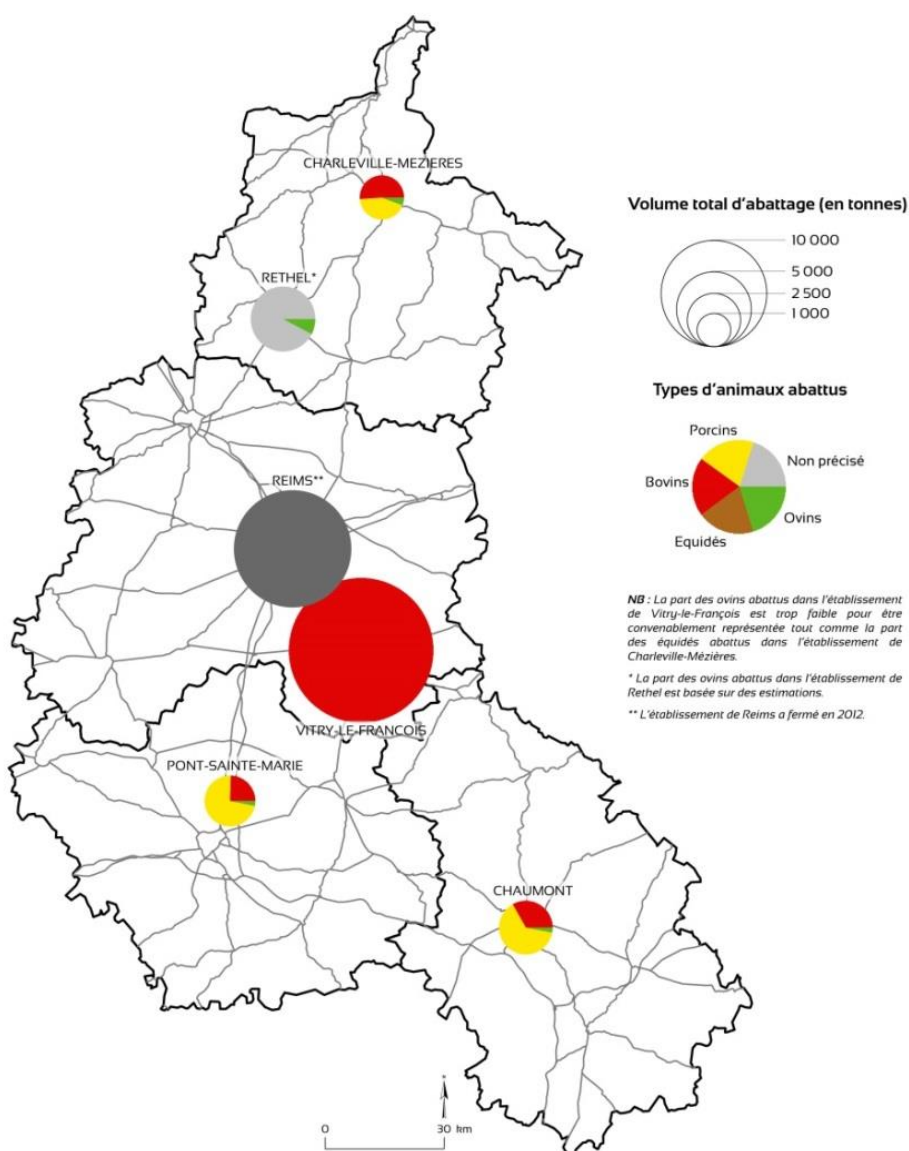 CHARLEVILLE-MEZIERES
RETHEL*
REIMS**
VITRY-LE-FRANCOIS
PONT-SAINTE-MARIE
CHAUMONT
Volume total d'abattage (en tonnes)
10 000
5 000
2 500
1 000
Types d'animaux abattus
Porcins
Non précisé
Bovins
Ovins
Equidés
NB : La part des ovins abattus dans l'établissement
de Vitry-le-François est trop faible pour être
convenablement représentée tout comme la part
des équidés abattus dans l'établissement de
Charleville-Mézières.
* La part des ovins abattus dans l'établissement de
Rethel est basée sur des estimations.
** L'établissement de Reims a fermé en 2012.
0 30 km